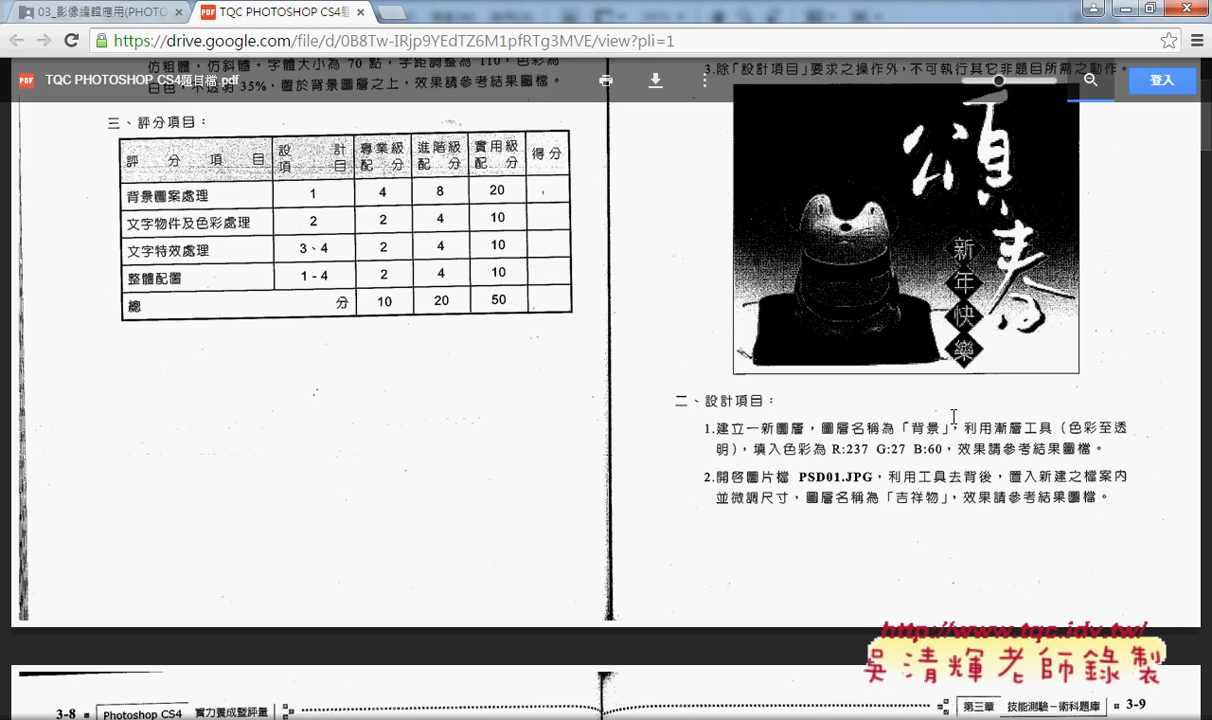 03_影像編輯應用(PHOTO
TQC PHOTOSHOP CS4
https://drive.google.com/file/d/0B8Tw-IRjp9YEdTZ6M1pfRTg3MVE/view?pli=1
仿粗體，仿斜體，字體大小為 70 點，字距調整為 110，色彩為
TQC PHOTOSHOP CS4題目檔.pdf
登入
白色，不透明 35%，置於背景圖層之上，效果請參考結果圖檔。
三、評分項目：
評分項目 設計項目 專業級配分 進階級配分 實用級配分 得分
背景圖案處理 1 4 8 20
文字物件及色彩處理 2 2 4 10
文字特效處理 3、4 2 4 10
整體配置 1 - 4 2 4 10
總分 10 20 50
3.除「設計項目」要求之操作外，不可執行其它非題目所需之動作。
頌春
新年快樂
二、設計項目：
1.建立一新圖層，圖層名稱為「背景」，利用漸層工具（色彩至透
明），填入色彩為 R:237 G:27 B:60，效果請參考結果圖檔。
2.開啓圖片檔 PSD01.JPG，利用工具去背後，置入新建之檔案內
並微調尺寸，圖層名稱為「吉祥物」，效果請參考結果圖檔。
http://www.tqc.idv.tw/
吳清輝老師錄製
3-8 Photoshop CS4 實力養成暨評量
第三章 技能測驗－術科題庫 3-9